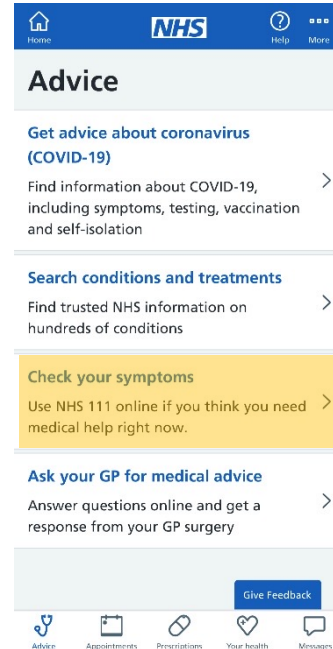 NHS
Home
Help
More
Advice
Get advice about coronavirus
(COVID-19)
Find information about COVID-19,
including symptoms, testing, vaccination
and self-isolation
Search conditions and treatments
Find trusted NHS information on
hundreds of conditions
Check your symptoms
Use NHS 111 online if you think you need
medical help right now.
Ask your GP for medical advice
Answer questions online and get a
response from your GP surgery
Give Feedback
Advice
Appointments
Prescriptions
Your health
Messages